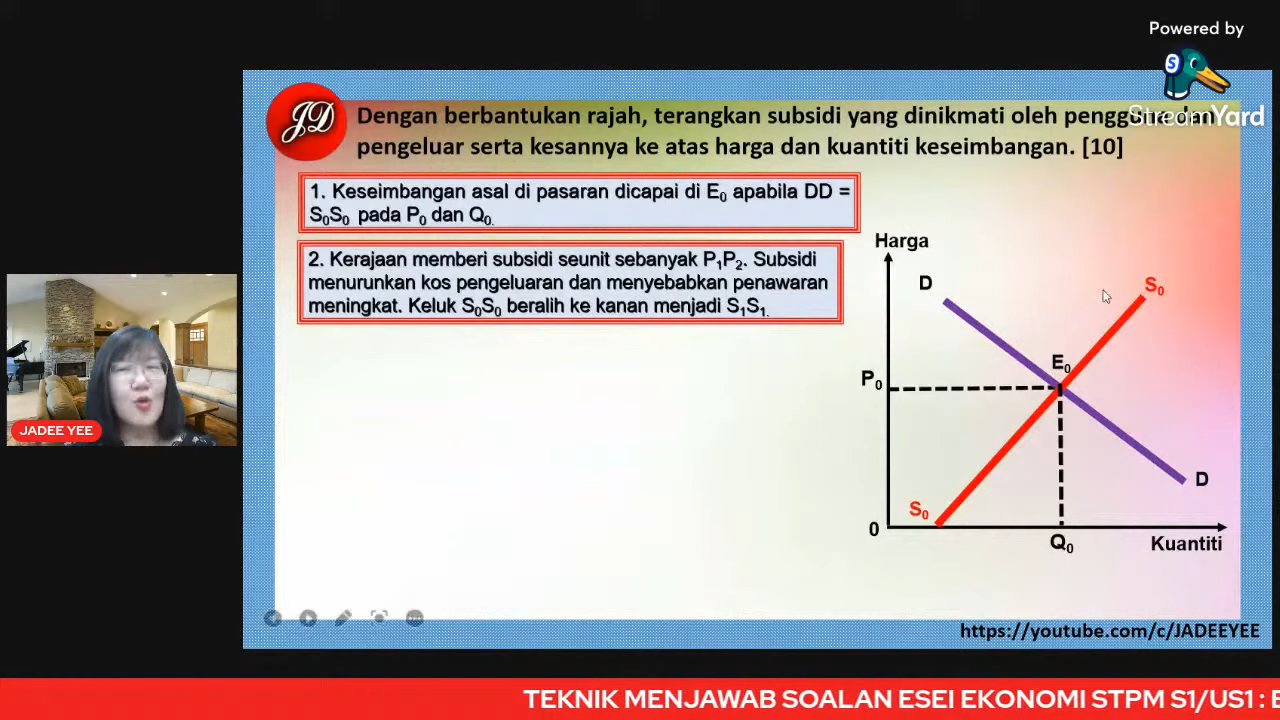 Powered by
S
StreamYard
JD
Dengan berbantukan rajah, terangkan subsidi yang dinikmati oleh
pengeluar serta kesannya ke atas harga dan kuantiti keseimbangan. [10]
1. Keseimbangan asal di pasaran dicapai di E₀ apabila DD =
S₀S₀ pada P₀ dan Q₀.
2. Kerajaan memberi subsidi seunit sebanyak P₁P₂. Subsidi
menurunkan kos pengeluaran dan menyebabkan penawaran
meningkat. Keluk S₀S₀ beralih ke kanan menjadi S₁S₁.
Harga
D
S₀
E₀
P₀
D
S₀
0
Q₀
Kuantiti
JADEE YEE
https://youtube.com/c/JADEEYEE
TEKNIK MENJAWAB SOALAN ESEI EKONOMI STPM S1/US1 : E